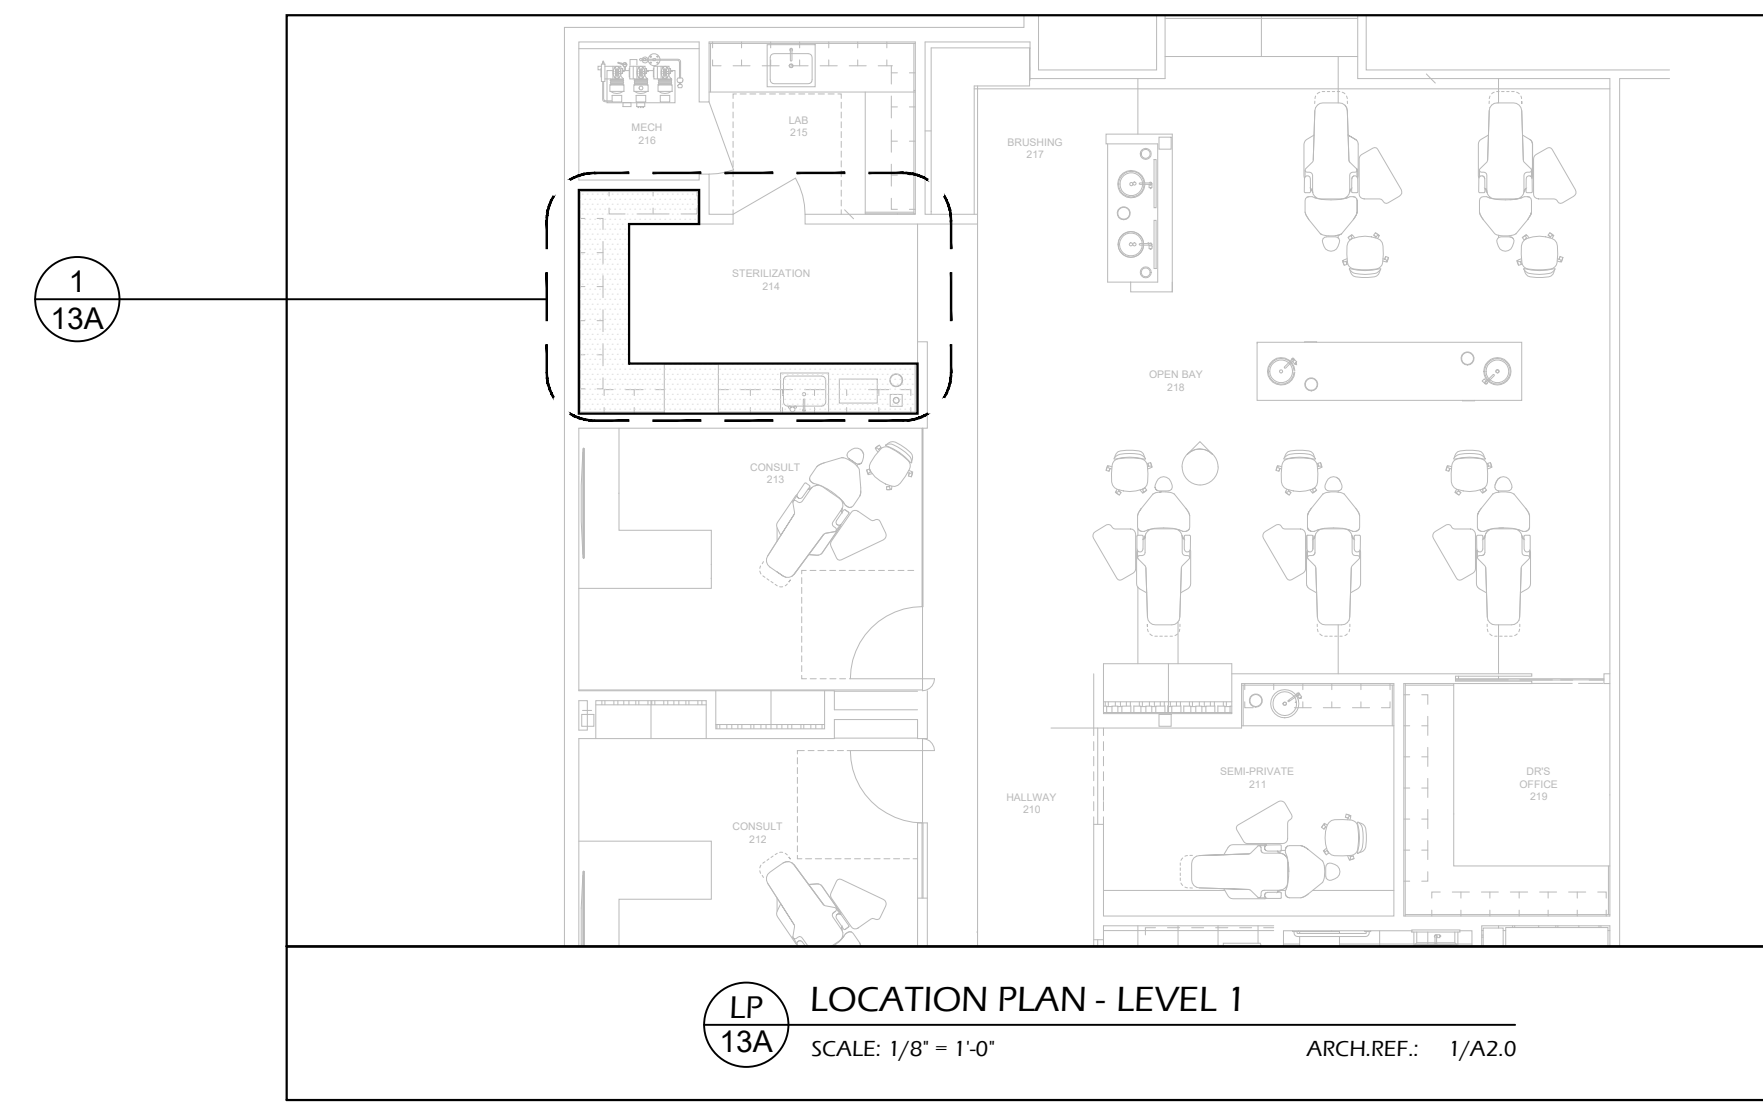 MECH
216
LAB
215
BRUSHING
217
1
13A
STERILIZATION
214
OPEN BAY
218
CONSULT
213
SEMI-PRIVATE
211
DR'S
OFFICE
219
HALLWAY
210
CONSULT
212
LP
13A
LOCATION PLAN - LEVEL 1
SCALE: 1/8" = 1'-0"
ARCH.REF.: 1/A2.0